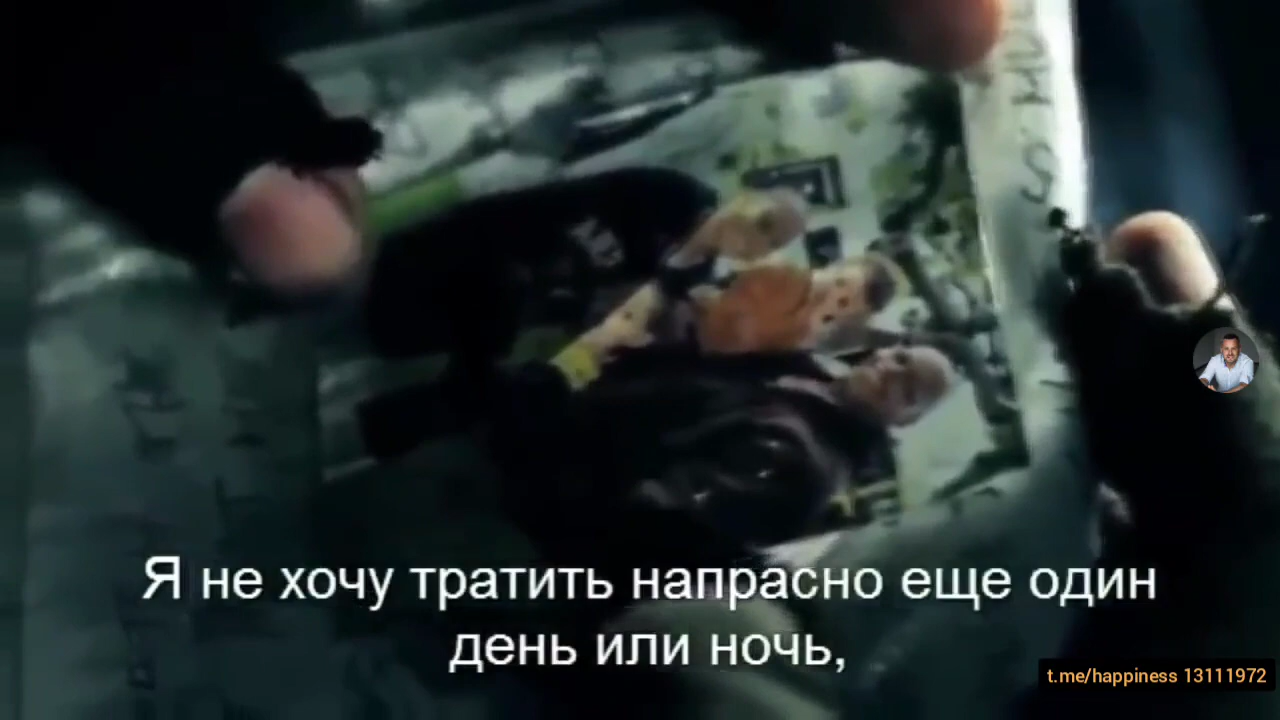 Я не хочу тратить напрасно еще один
день или ночь,
t.me/happiness 13111972